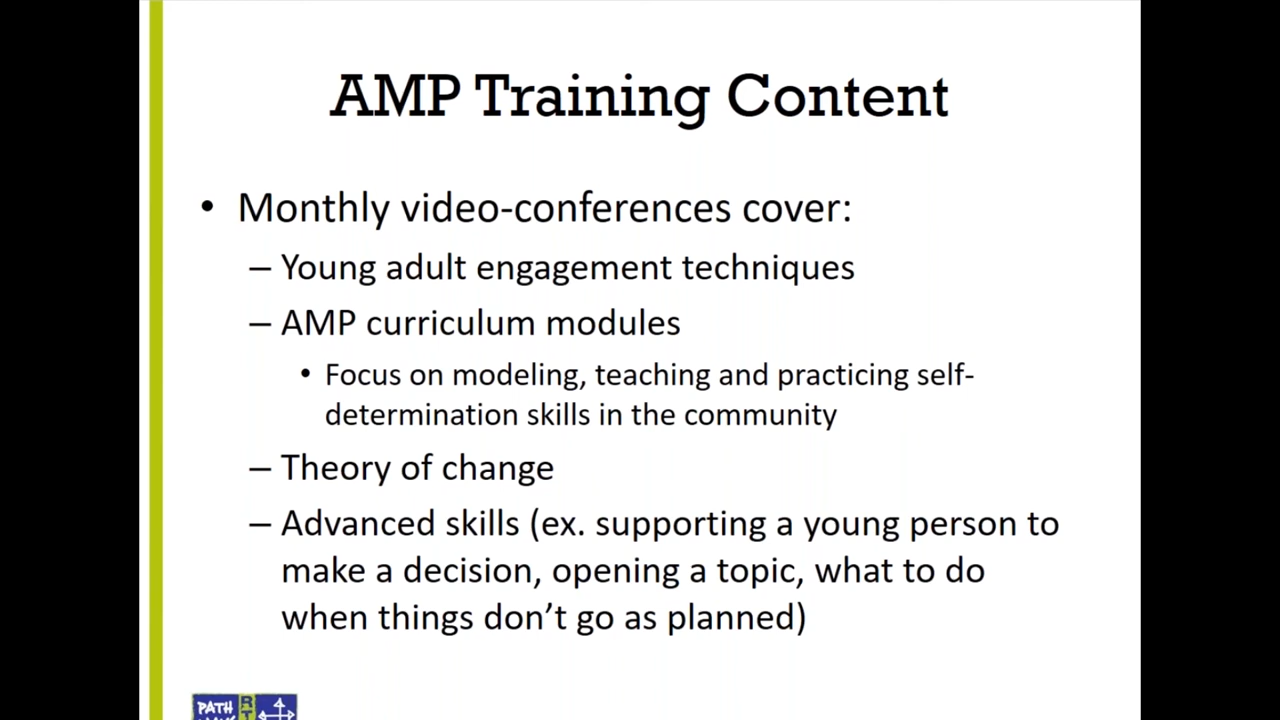 AMP Training Content
• Monthly video-conferences cover:
– Young adult engagement techniques
– AMP curriculum modules
• Focus on modeling, teaching and practicing self-
determination skills in the community
– Theory of change
– Advanced skills (ex. supporting a young person to
make a decision, opening a topic, what to do
when things don’t go as planned)
PATH